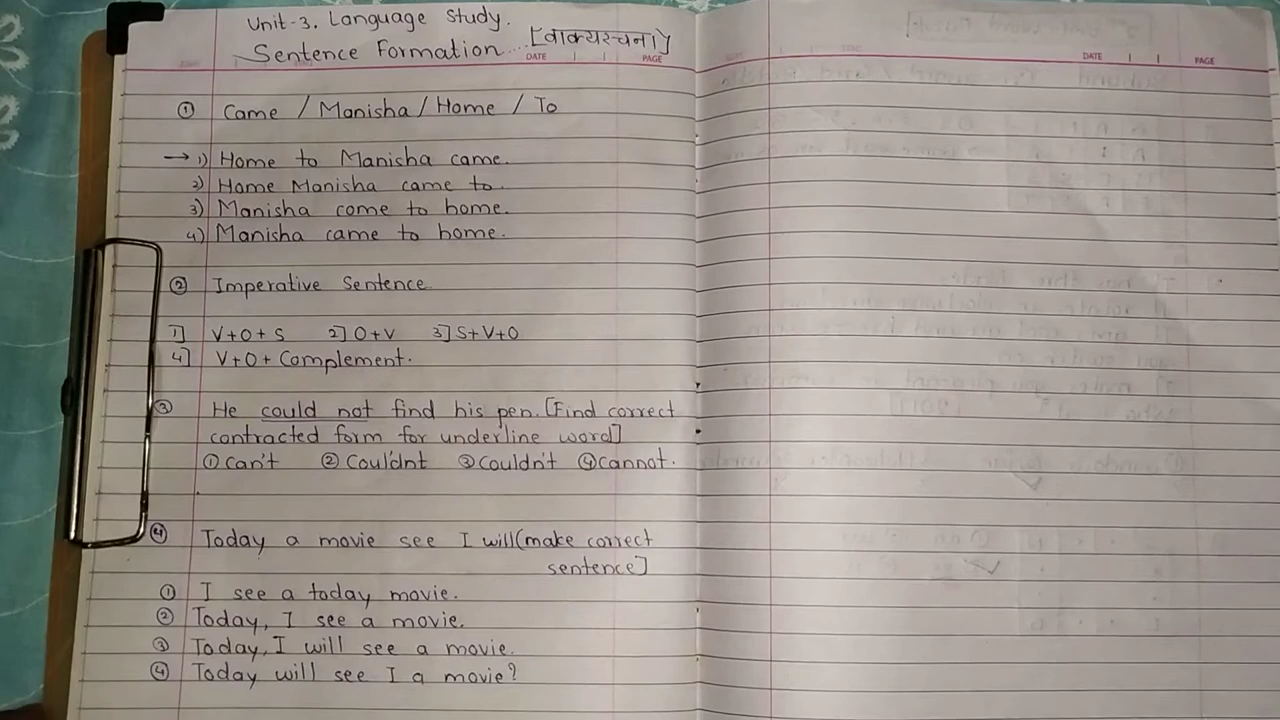 Unit-3. Language study.
Sentence Formation... [वाक्यरचना]
DATE PAGE
DATE PAGE
① Came / Manisha / Home / To
→ 1) Home to Manisha came.
2) Home Manisha came to.
3) Manisha come to home.
4) Manisha came to home.
② Imperative Sentence
1] V+O+S 2] O+V 3] S+V+O
4] V+O+Complement.
③ He could not find his pen. [Find correct
contracted form for underline word]
① Can't ② Could'nt ③ Couldn't ④ cannot.
④ Today a movie see I will (make correct
sentence]
① I see a today movie.
② Today, I see a movie.
③ Today, I will see a movie.
④ Today will see I a movie?